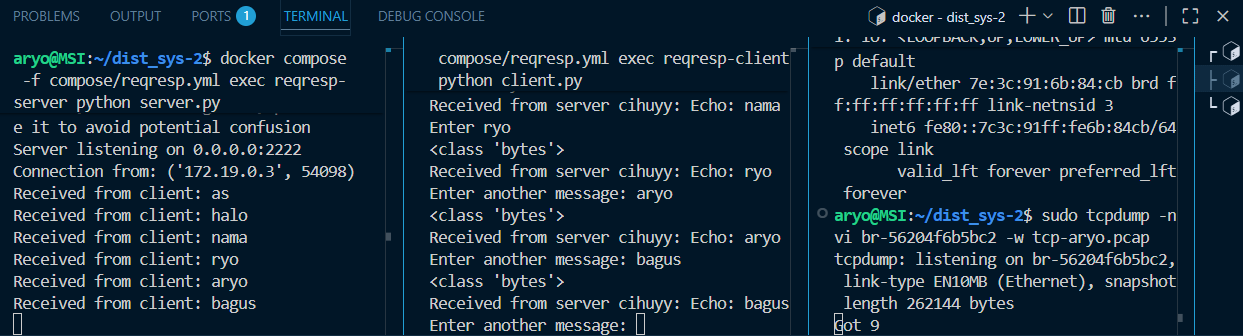 PROBLEMS OUTPUT PORTS 1 TERMINAL DEBUG CONSOLE docker - dist_sys-2
aryo@MSI:~/dist_sys-2$ docker compose
-f compose/reqresp.yml exec reqresp-
server python server.py
e it to avoid potential confusion
Server listening on 0.0.0.0:2222
Connection from: ('172.19.0.3', 54098)
Received from client: as
Received from client: halo
Received from client: nama
Received from client: ryo
Received from client: aryo
Received from client: bagus
compose/reqresp.yml exec reqresp-client
python client.py
Received from server cihuyy: Echo: nama
Enter ryo
<class 'bytes'>
Received from server cihuyy: Echo: ryo
Enter another message: aryo
<class 'bytes'>
Received from server cihuyy: Echo: aryo
Enter another message: bagus
<class 'bytes'>
Received from server cihuyy: Echo: bagus
Enter another message:
1: lo: <LOOPBACK,UP,LOWER_UP> mtu 6553
p default
link/ether 7e:3c:91:6b:84:cb brd f
f:ff:ff:ff:ff:ff link-netnsid 3
inet6 fe80::7c3c:91ff:fe6b:84cb/64
scope link
valid_lft forever preferred_lft
forever
aryo@MSI:~/dist_sys-2$ sudo tcpdump -n
vi br-56204f6b5bc2 -w tcp-aryo.pcap
tcpdump: listening on br-56204f6b5bc2,
link-type EN10MB (Ethernet), snapshot
length 262144 bytes
Got 9